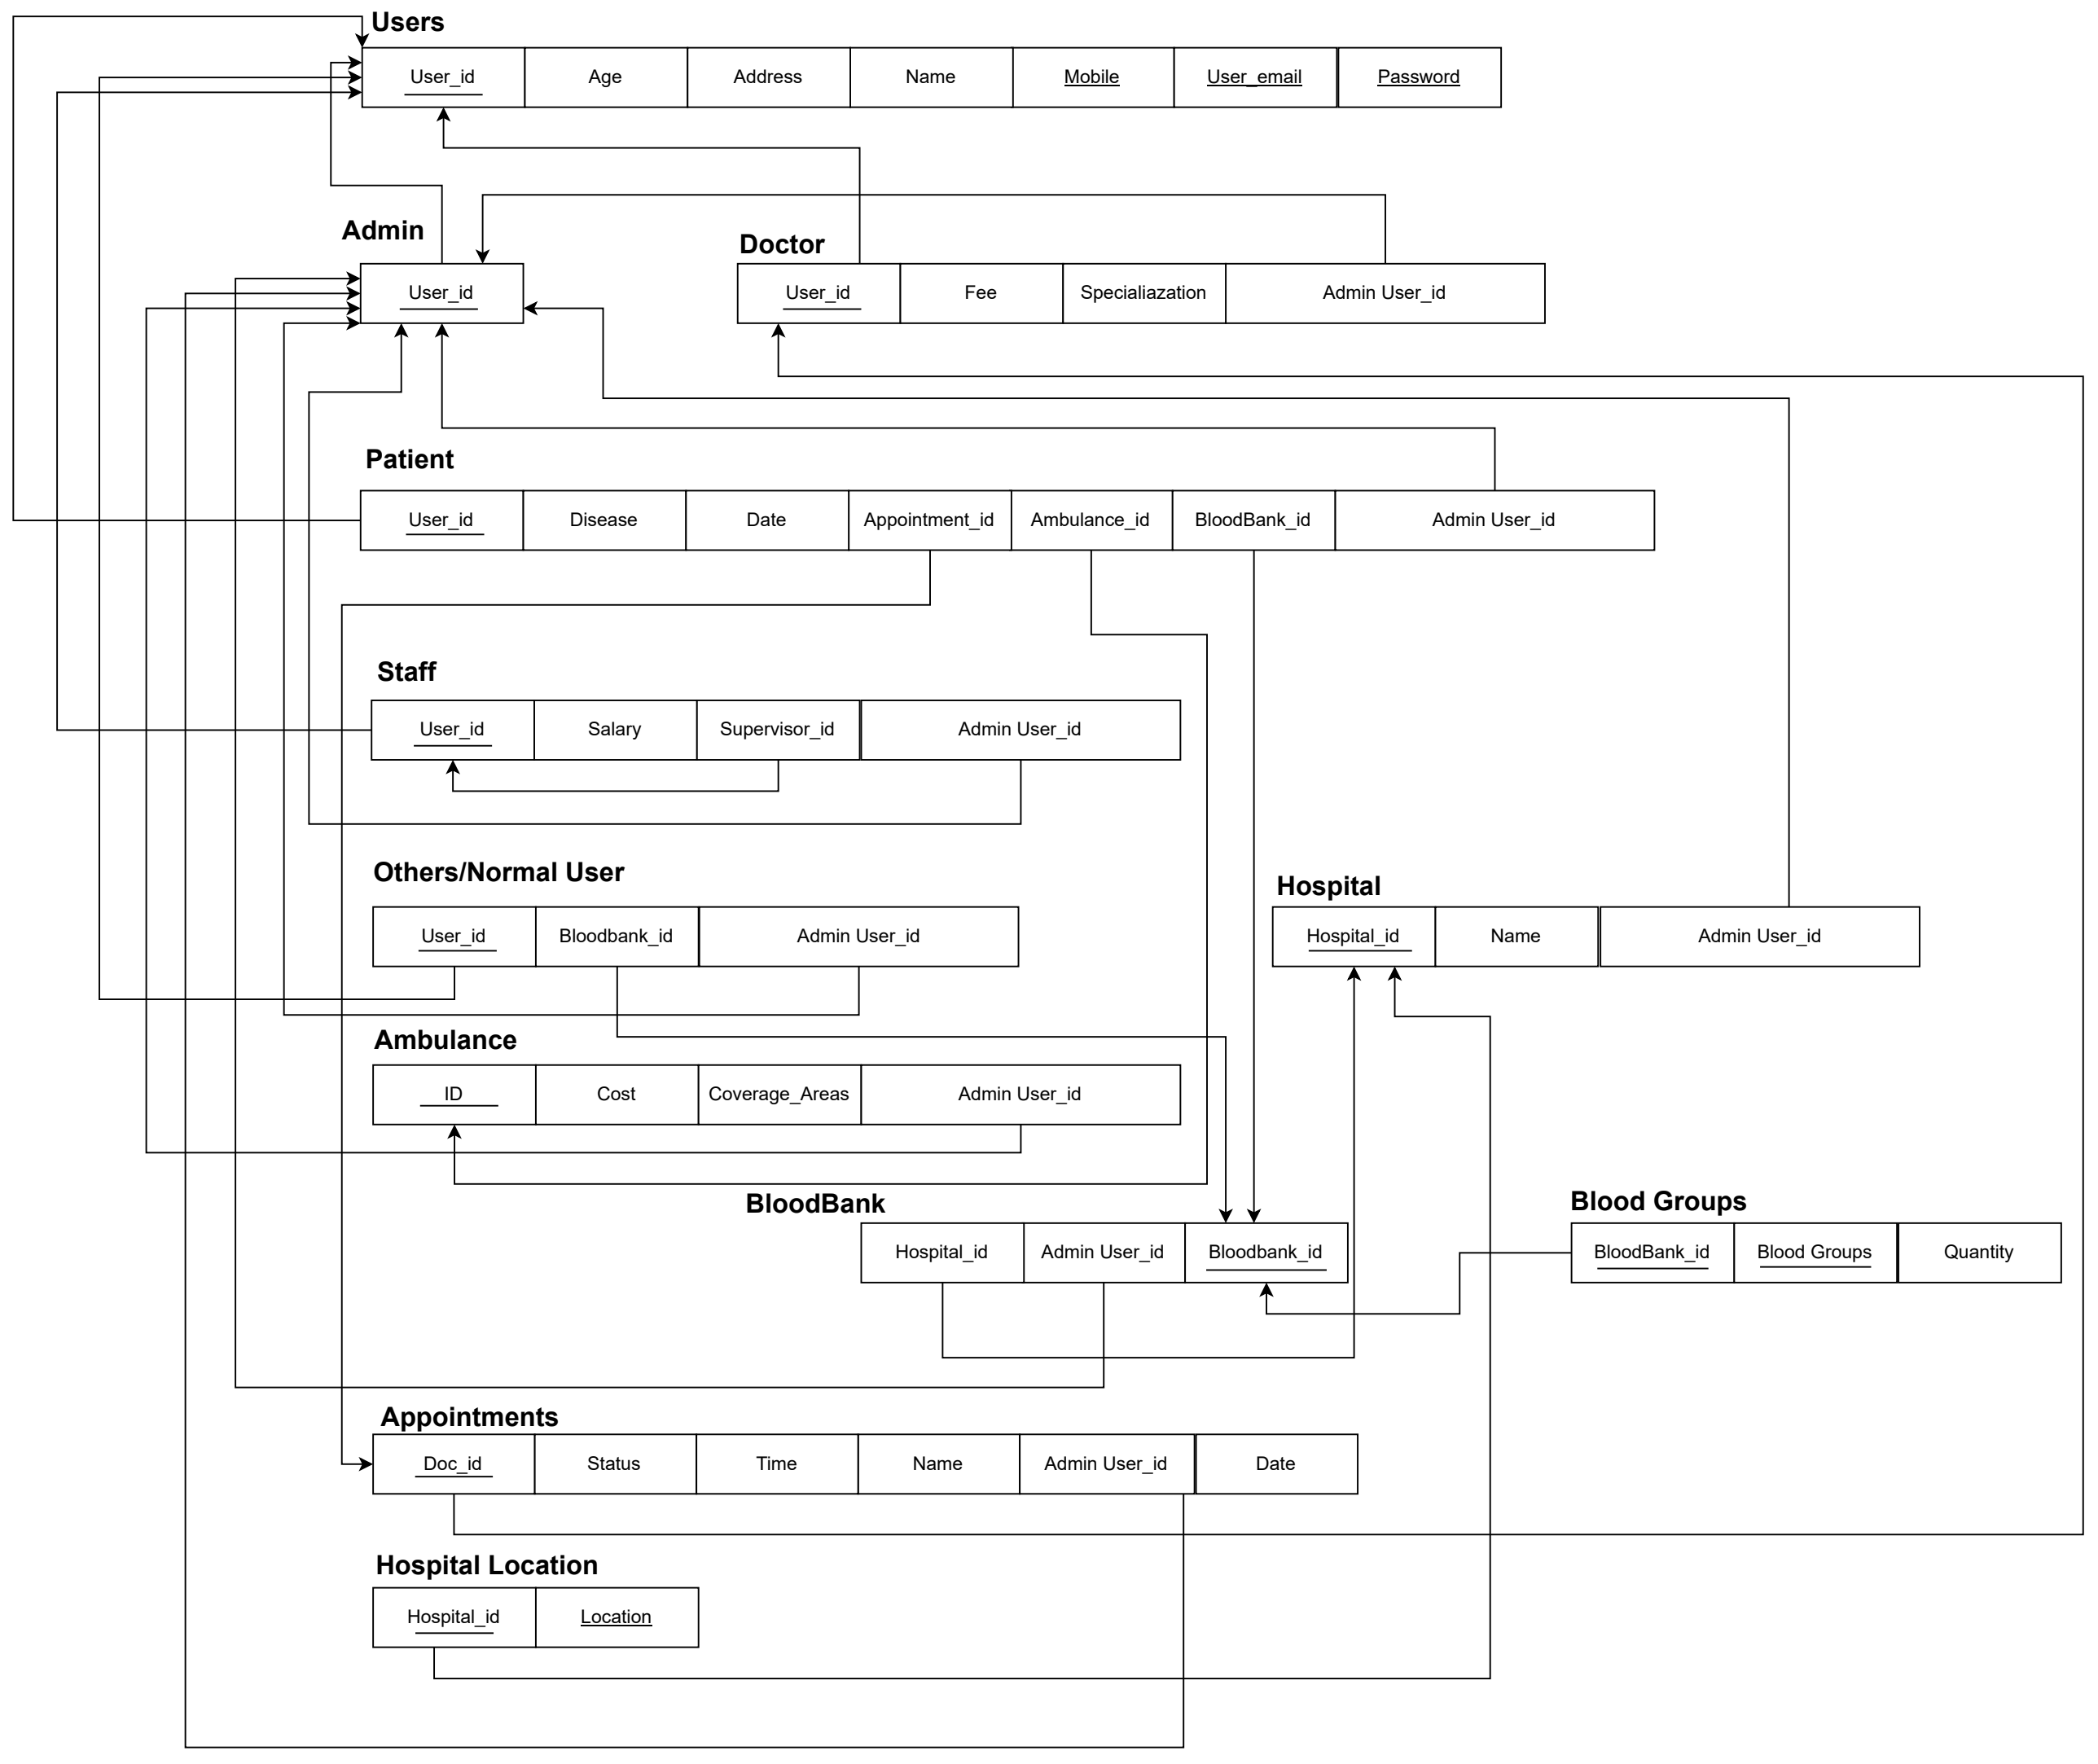 Users
User_id Age Address Name Mobile User_email Password
Admin
User_id
Doctor
User_id Fee Specialiazation Admin User_id
Patient
User_id Disease Date Appointment_id Ambulance_id BloodBank_id Admin User_id
Staff
User_id Salary Supervisor_id Admin User_id
Others/Normal User
User_id Bloodbank_id Admin User_id
Hospital
Hospital_id Name Admin User_id
Ambulance
ID Cost Coverage_Areas Admin User_id
BloodBank
Hospital_id Admin User_id Bloodbank_id
Blood Groups
BloodBank_id Blood Groups Quantity
Appointments
Doc_id Status Time Name Admin User_id Date
Hospital Location
Hospital_id Location